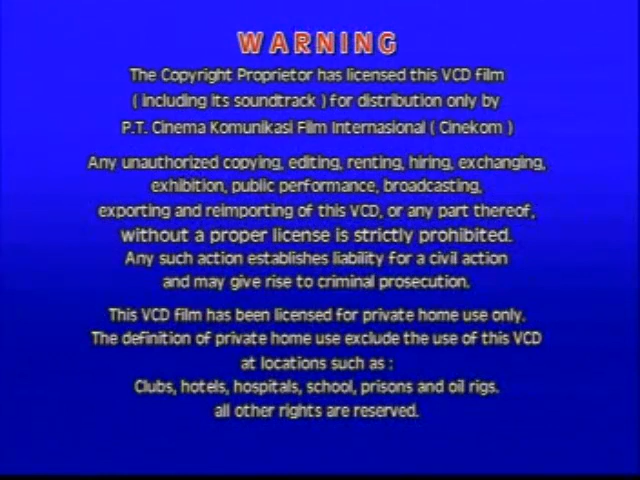 WARNING
The Copyright Proprietor has licensed this VCD film
( including its soundtrack ) for distribution only by
P.T. Cinema Komunikasi Film Internasional ( Cinekom )
Any unauthorized copying, editing, renting, hiring, exchanging,
exhibition, public performance, broadcasting,
exporting and reimporting of this VCD, or any part thereof,
without a proper license is strictly prohibited.
Any such action establishes liability for a civil action
and may give rise to criminal prosecution.
This VCD film has been licensed for private home use only.
The definition of private home use exclude the use of this VCD
at locations such as :
Clubs, hotels, hospitals, school, prisons and oil rigs.
all other rights are reserved.